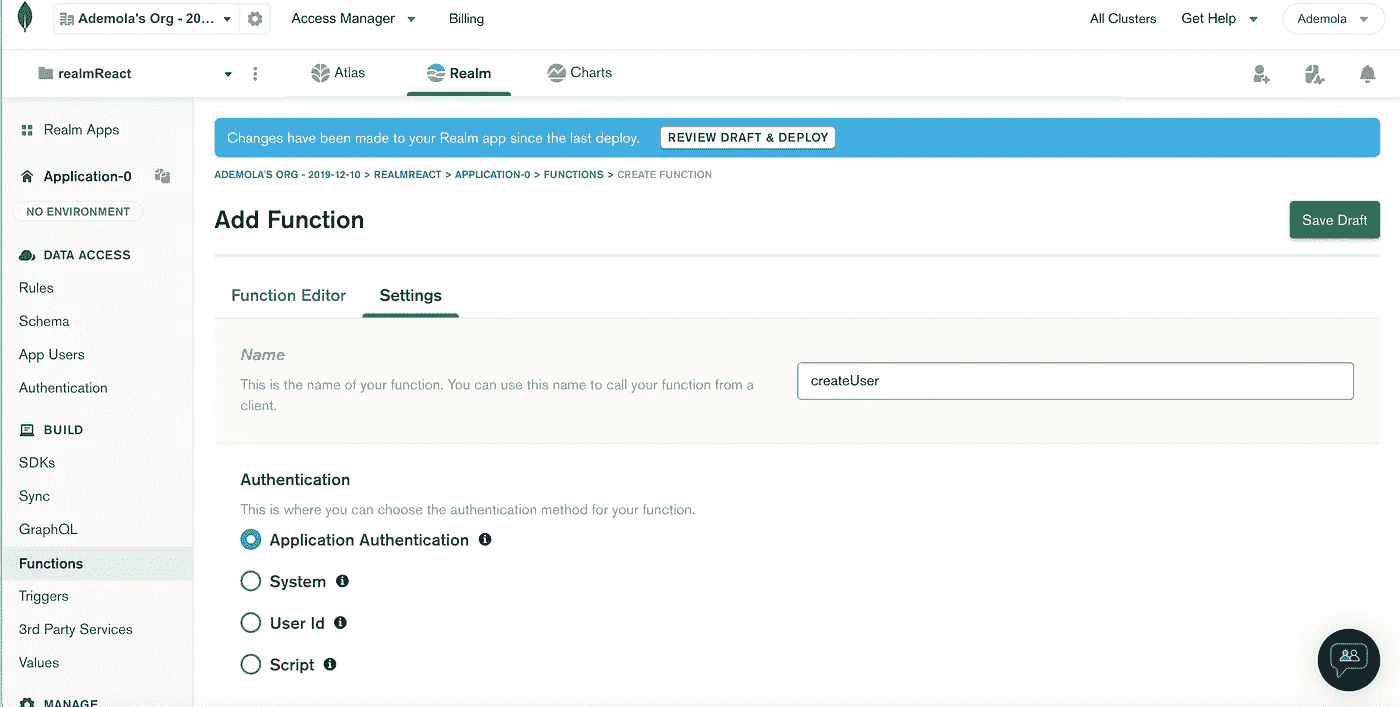 Ademola's Org - 20...
Access Manager
Billing
All Clusters
Get Help
Ademola
realmReact
Atlas
Realm
Charts
Realm Apps
Application-0
NO ENVIRONMENT
DATA ACCESS
Rules
Schema
App Users
Authentication
BUILD
SDKs
Sync
GraphQL
Functions
Triggers
3rd Party Services
Values
MANAGE
Changes have been made to your Realm app since the last deploy.
REVIEW DRAFT & DEPLOY
ADEMOLA'S ORG - 2019-12-10 > REALMREACT > APPLICATION-0 > FUNCTIONS > CREATE FUNCTION
Add Function
Save Draft
Function Editor
Settings
Name
This is the name of your function. You can use this name to call your function from a
client.
createUser
Authentication
This is where you can choose the authentication method for your function.
Application Authentication
System
User Id
Script